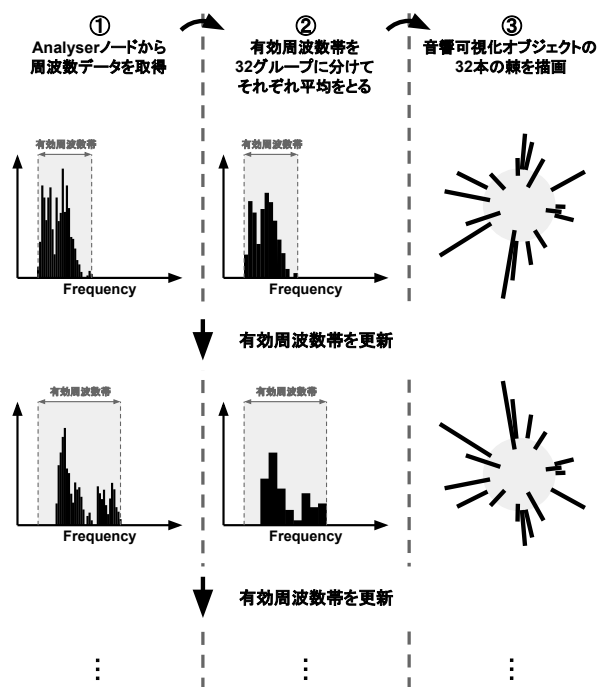 ①
Analyserノードから
周波数データを取得
②
有効周波数帯を
32グループに分けて
それぞれ平均をとる
③
音響可視化オブジェクトの
32本の棘を描画
有効周波数帯
Frequency
有効周波数帯
Frequency
有効周波数帯を更新
有効周波数帯
Frequency
有効周波数帯
Frequency
有効周波数帯を更新